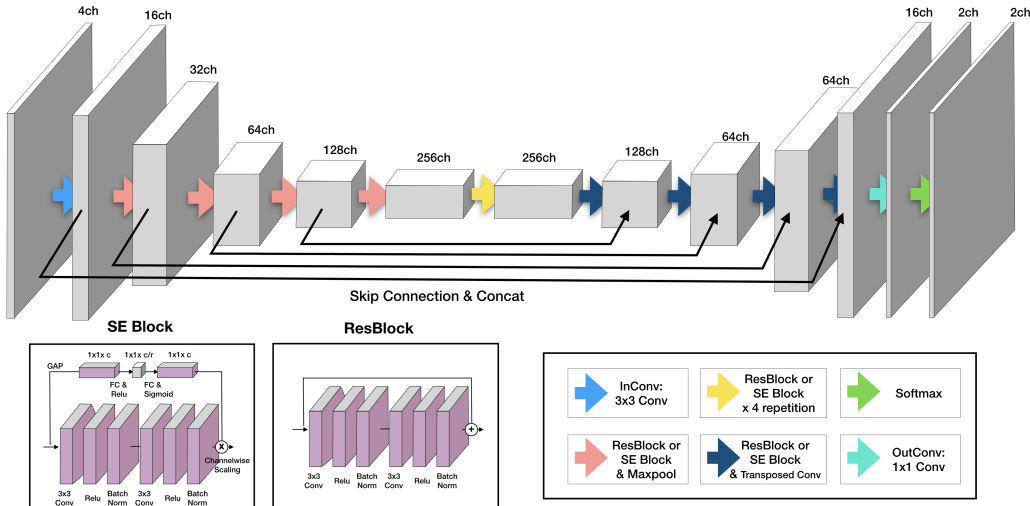 4ch
16ch
32ch
64ch
128ch
256ch
256ch
128ch
64ch
64ch
16ch
2ch
2ch
Skip Connection & Concat
SE Block
1x1x c
1x1x c/r
1x1x c
GAP
FC &
Relu
FC &
Sigmoid
x
Channelwise
Scaling
3x3
Conv
Relu
Batch
Norm
3x3
Conv
Relu
Batch
Norm
ResBlock
+
3x3
Conv
Relu
Batch
Norm
3x3
Conv
Relu
Batch
Norm
InConv:
3x3 Conv
ResBlock or
SE Block
x 4 repetition
Softmax
ResBlock or
SE Block
& Maxpool
ResBlock or
SE Block
& Transposed Conv
OutConv:
1x1 Conv